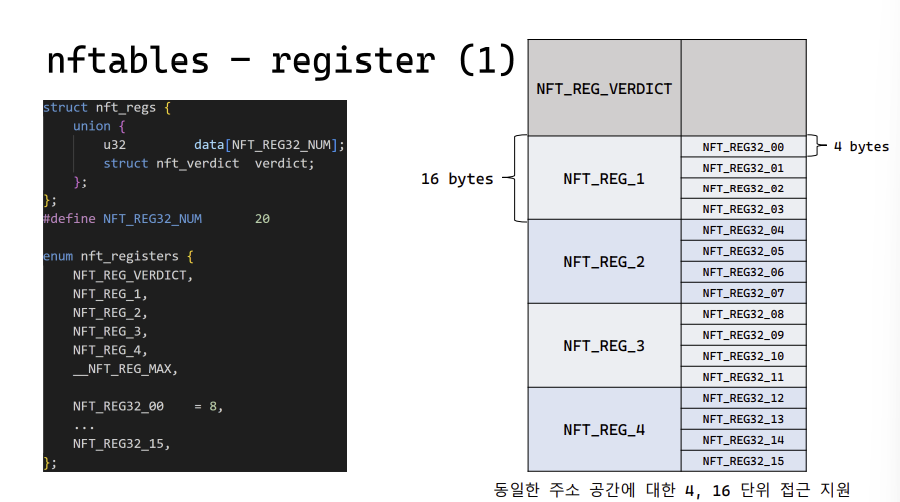 nftables – register (1)
struct nft_regs {
union {
u32 data[NFT_REG32_NUM];
struct nft_verdict verdict;
};
};
#define NFT_REG32_NUM 20
enum nft_registers {
NFT_REG_VERDICT,
NFT_REG_1,
NFT_REG_2,
NFT_REG_3,
NFT_REG_4,
__NFT_REG_MAX,
NFT_REG32_00 = 8,
...
NFT_REG32_15,
};
NFT_REG_VERDICT
16 bytes
NFT_REG_1
NFT_REG32_00
4 bytes
NFT_REG32_01
NFT_REG32_02
NFT_REG32_03
NFT_REG_2
NFT_REG32_04
NFT_REG32_05
NFT_REG32_06
NFT_REG32_07
NFT_REG_3
NFT_REG32_08
NFT_REG32_09
NFT_REG32_10
NFT_REG32_11
NFT_REG_4
NFT_REG32_12
NFT_REG32_13
NFT_REG32_14
NFT_REG32_15
동일한 주소 공간에 대한 4, 16 단위 접근 지원